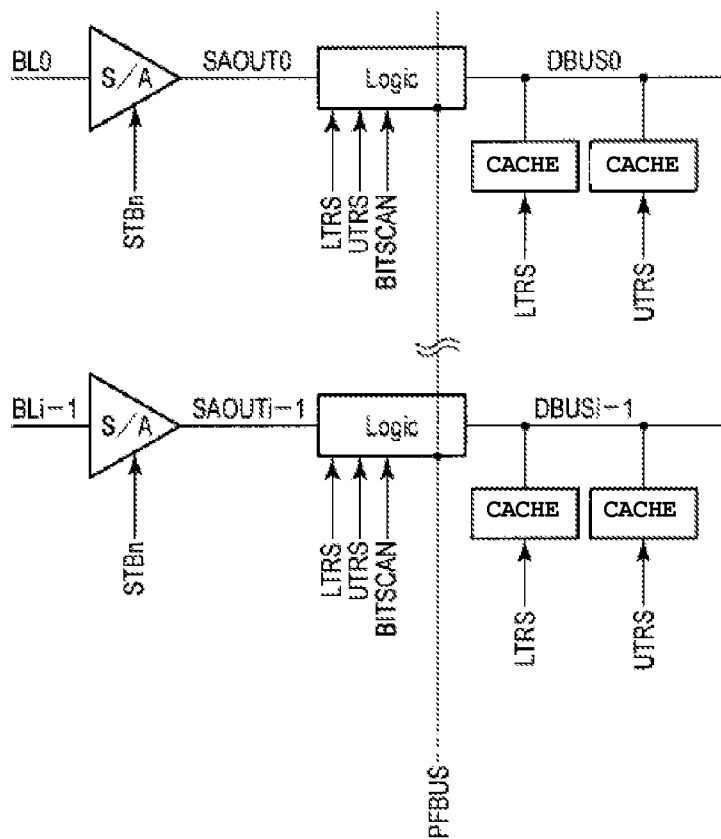 BL0
S/A
SAOUT0
Logic
DBUS0
CACHE
CACHE
STBn
LTRS
UTRS
BITSCAN
LTRS
UTRS
BLi-1
S/A
SAOUTi-1
Logic
DBUSi-1
CACHE
CACHE
STBn
LTRS
UTRS
BITSCAN
LTRS
UTRS
PFBUS